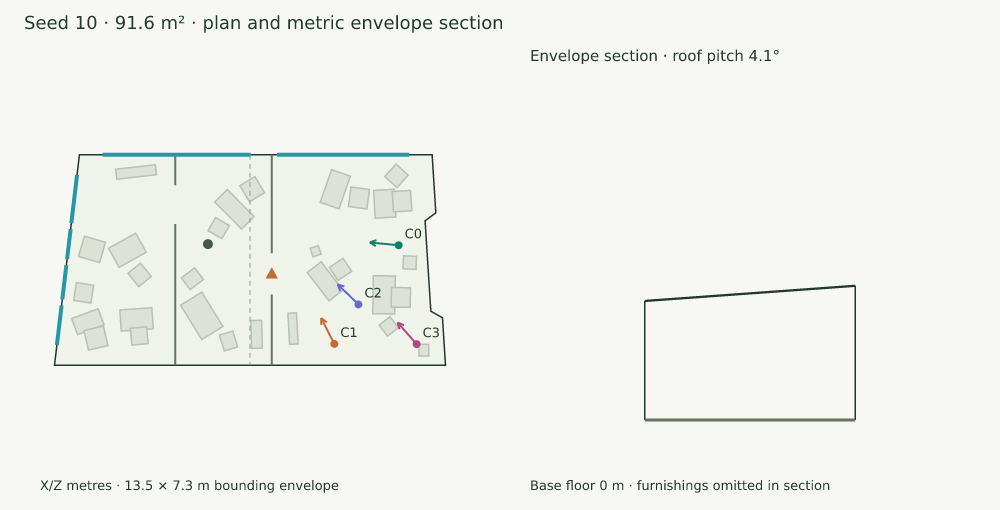 Seed 10 · 91.6 m² · plan and metric envelope section
Envelope section · roof pitch 4.1°
C0
C2
C1
C3
X/Z metres · 13.5 × 7.3 m bounding envelope
Base floor 0 m · furnishings omitted in section